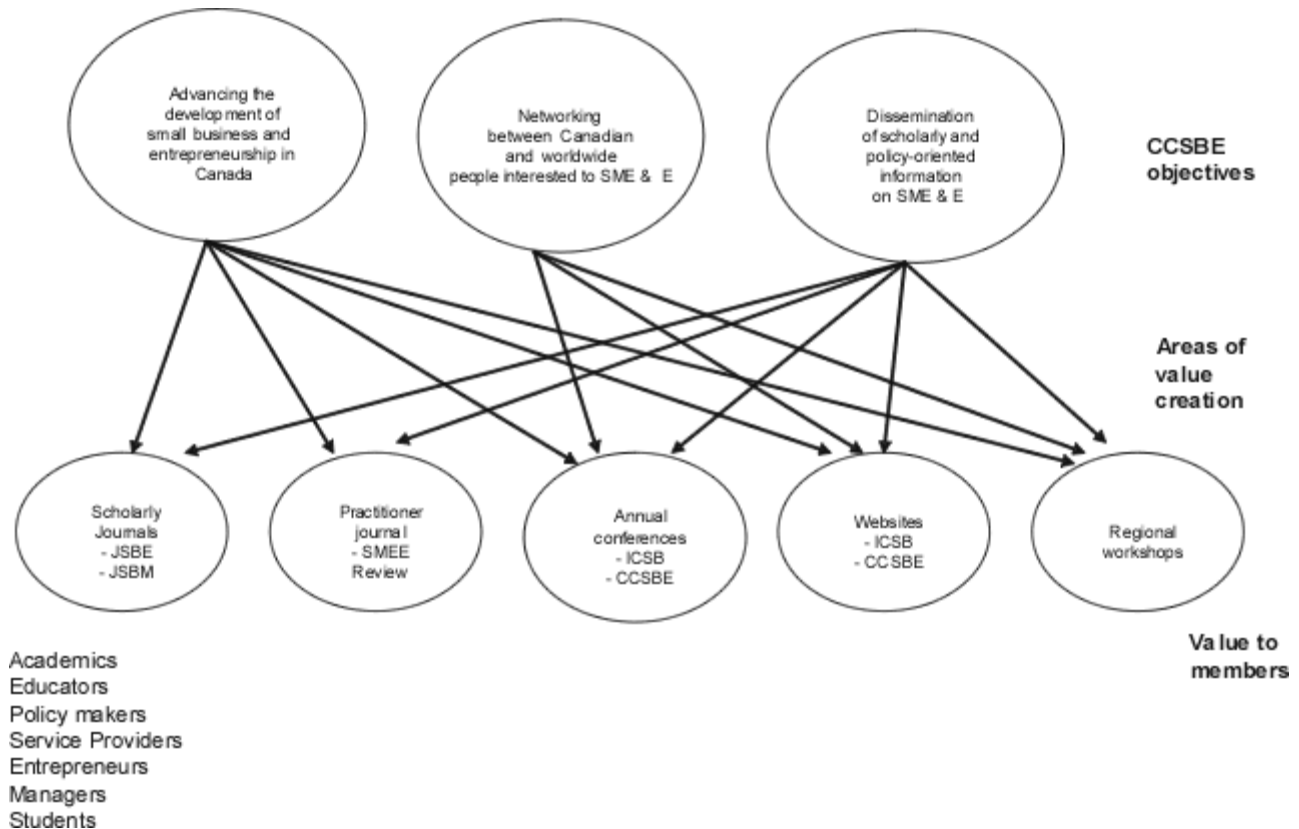 Advancing the
development of
small business and
entrepreneurship in
Canada
Networking
between Canadian
and worldwide
people interested to SME & E
Dissemination
of scholarly and
policy-oriented
information
on SME & E
CCSBE
objectives
Areas of
value
creation
Scholarly
Journals
- JSBE
- JSBM
Practitioner
journal
- SMEE
Review
Annual
conferences
- ICSB
- CCSBE
Websites
- ICSB
- CCSBE
Regional
workshops
Value to
members
Academics
Educators
Policy makers
Service Providers
Entrepreneurs
Managers
Students